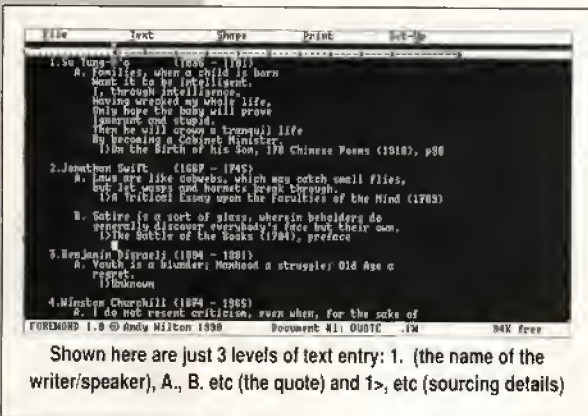 File Text Shape Print Set-Up
1.Su Tung-P'o
A. Families, when a child is born
Want it to be intelligent.
I, through intelligence,
Having wrecked my whole life,
Only hope the baby will prove
Ignorant and stupid.
Then he will crown a tranquil life
By becoming a Cabinet Minister.
1>On the Birth of his Son, 170 Chinese Poems (1918), p98
2.Jonathan Swift (1667 - 1745)
A. Laws are like cobwebs, which may catch small flies,
but let wasps and hornets break through.
1>A Tritical Essay upon the Faculties of the Mind
B. Satire is a sort of glass, wherein beholders do
generally discover everybody's face but their own.
1>The Battle of the Books (1704), preface
3.Benjamin Disraeli (1804 - 1881)
A. Youth is a blunder; Manhood a struggle; Old Age a
regret.
1>Unknown
4.Winston Churchill (1874 - 1965)
A. I do not resent criticism, even when, for the sake of
FOREWORD 1.0 © Andy Wilton 1990 Document #1: QUOTE .FW 94K free
Shown here are just 3 levels of text entry: 1. (the name of the
writer/speaker), A., B. etc (the quote) and 1>, etc (sourcing details)